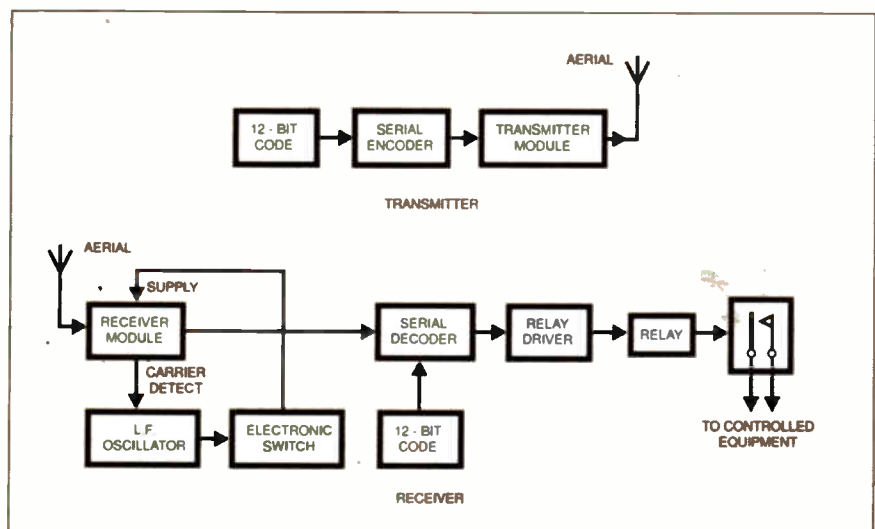 AERIAL
12 - BIT
CODE
SERIAL
ENCODER
TRANSMITTER
MODULE
TRANSMITTER
AERIAL
SUPPLY
RECEIVER
MODULE
SERIAL
DECODER
RELAY
DRIVER
RELAY
CARRIER
DETECT
L.F.
OSCILLATOR
ELECTRONIC
SWITCH
12 - BIT
CODE
TO CONTROLLED
EQUIPMENT
RECEIVER